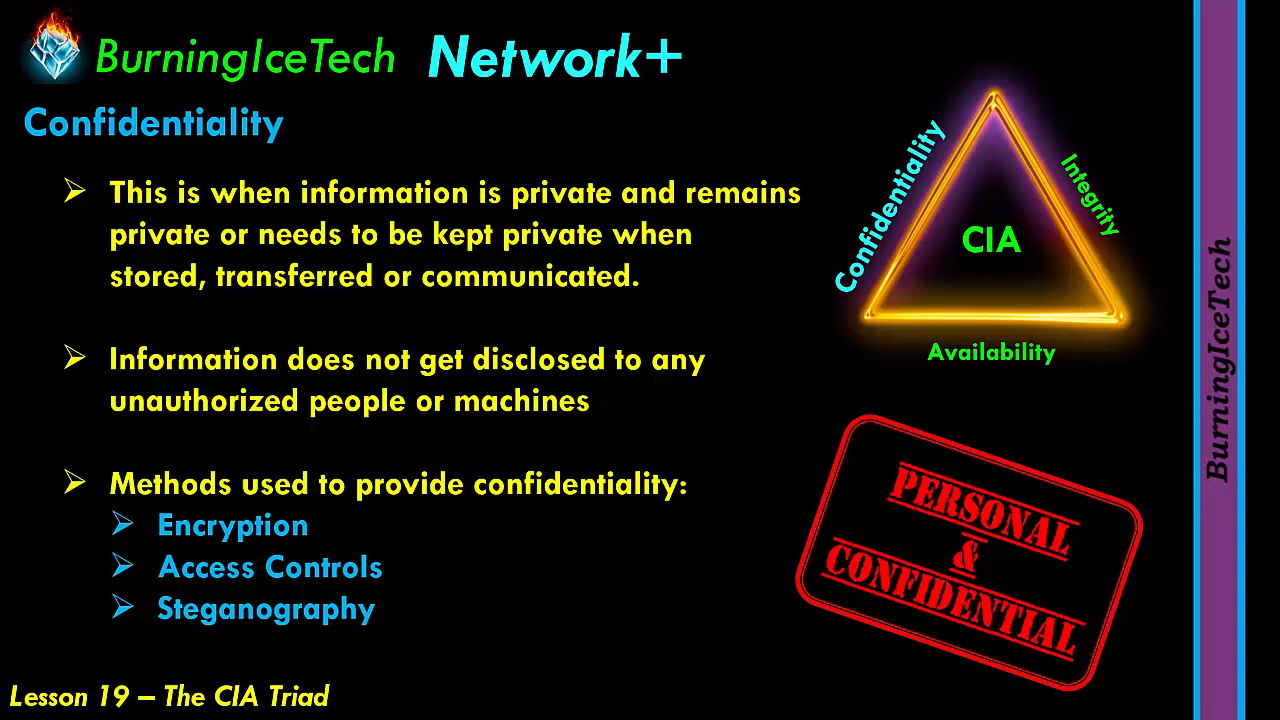 BurningIceTech Network+
Confidentiality
This is when information is private and remains
private or needs to be kept private when
stored, transferred or communicated.
Information does not get disclosed to any
unauthorized people or machines
Methods used to provide confidentiality:
Encryption
Access Controls
Steganography
Lesson 19 – The CIA Triad
Confidentiality
Integrity
CIA
Availability
PERSONAL
&
CONFIDENTIAL
BurningIceTech